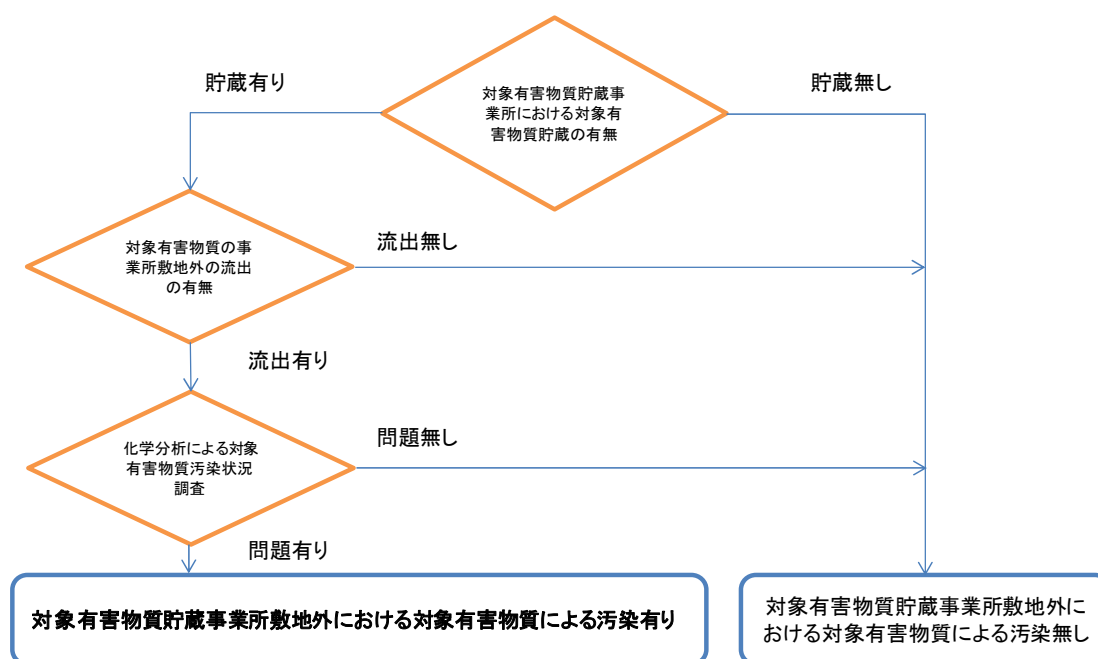 貯蔵有り
貯蔵無し
対象有害物質貯蔵事
業所における対象有
害物質貯蔵の有無
対象有害物質の事
業所敷地外の流出
の有無
流出無し
流出有り
化学分析による対象
有害物質汚染状況
調査
問題無し
問題有り
対象有害物質貯蔵事業所敷地外における対象有害物質による汚染有り
対象有害物質貯蔵事業所敷地外に
おける対象有害物質による汚染無し